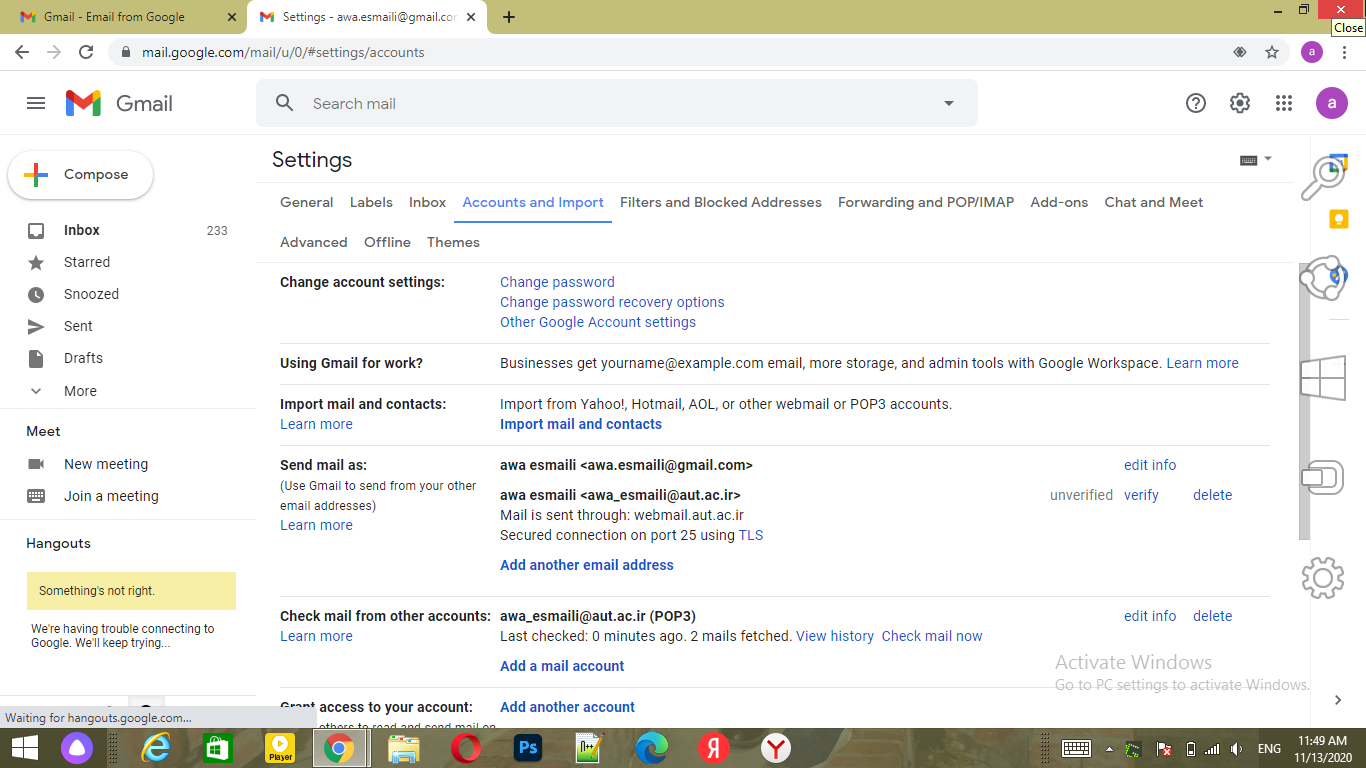 Gmail - Email from Google
Settings - awa.esmaili@gmail.com
Close
mail.google.com/mail/u/0/#settings/accounts
a
Gmail
Search mail
a
Compose
Inbox 233
Starred
Snoozed
Sent
Drafts
More
Meet
New meeting
Join a meeting
Hangouts
Something's not right.
We're having trouble connecting to
Google. We'll keep trying...
Waiting for hangouts.google.com...
Settings
General Labels Inbox Accounts and Import Filters and Blocked Addresses Forwarding and POP/IMAP Add-ons Chat and Meet
Advanced Offline Themes
Change account settings: Change password
Change password recovery options
Other Google Account settings
Using Gmail for work? Businesses get yourname@example.com email, more storage, and admin tools with Google Workspace. Learn more
Import mail and contacts: Import from Yahoo!, Hotmail, AOL, or other webmail or POP3 accounts.
Learn more Import mail and contacts
Send mail as: awa esmaili <awa.esmaili@gmail.com> edit info
(Use Gmail to send from your other
email addresses)
Learn more
awa esmaili <awa_esmaili@aut.ac.ir> unverified verify delete
Mail is sent through: webmail.aut.ac.ir
Secured connection on port 25 using TLS
Add another email address
Check mail from other accounts: awa_esmaili@aut.ac.ir (POP3) edit info delete
Learn more Last checked: 0 minutes ago. 2 mails fetched. View history Check mail now
Add a mail account
Grant access to your account: Add another account
others to read and send mail on
Activate Windows
Go to PC settings to activate Windows.
Player
Ps
Я
Y
ENG
11:49 AM
11/13/2020